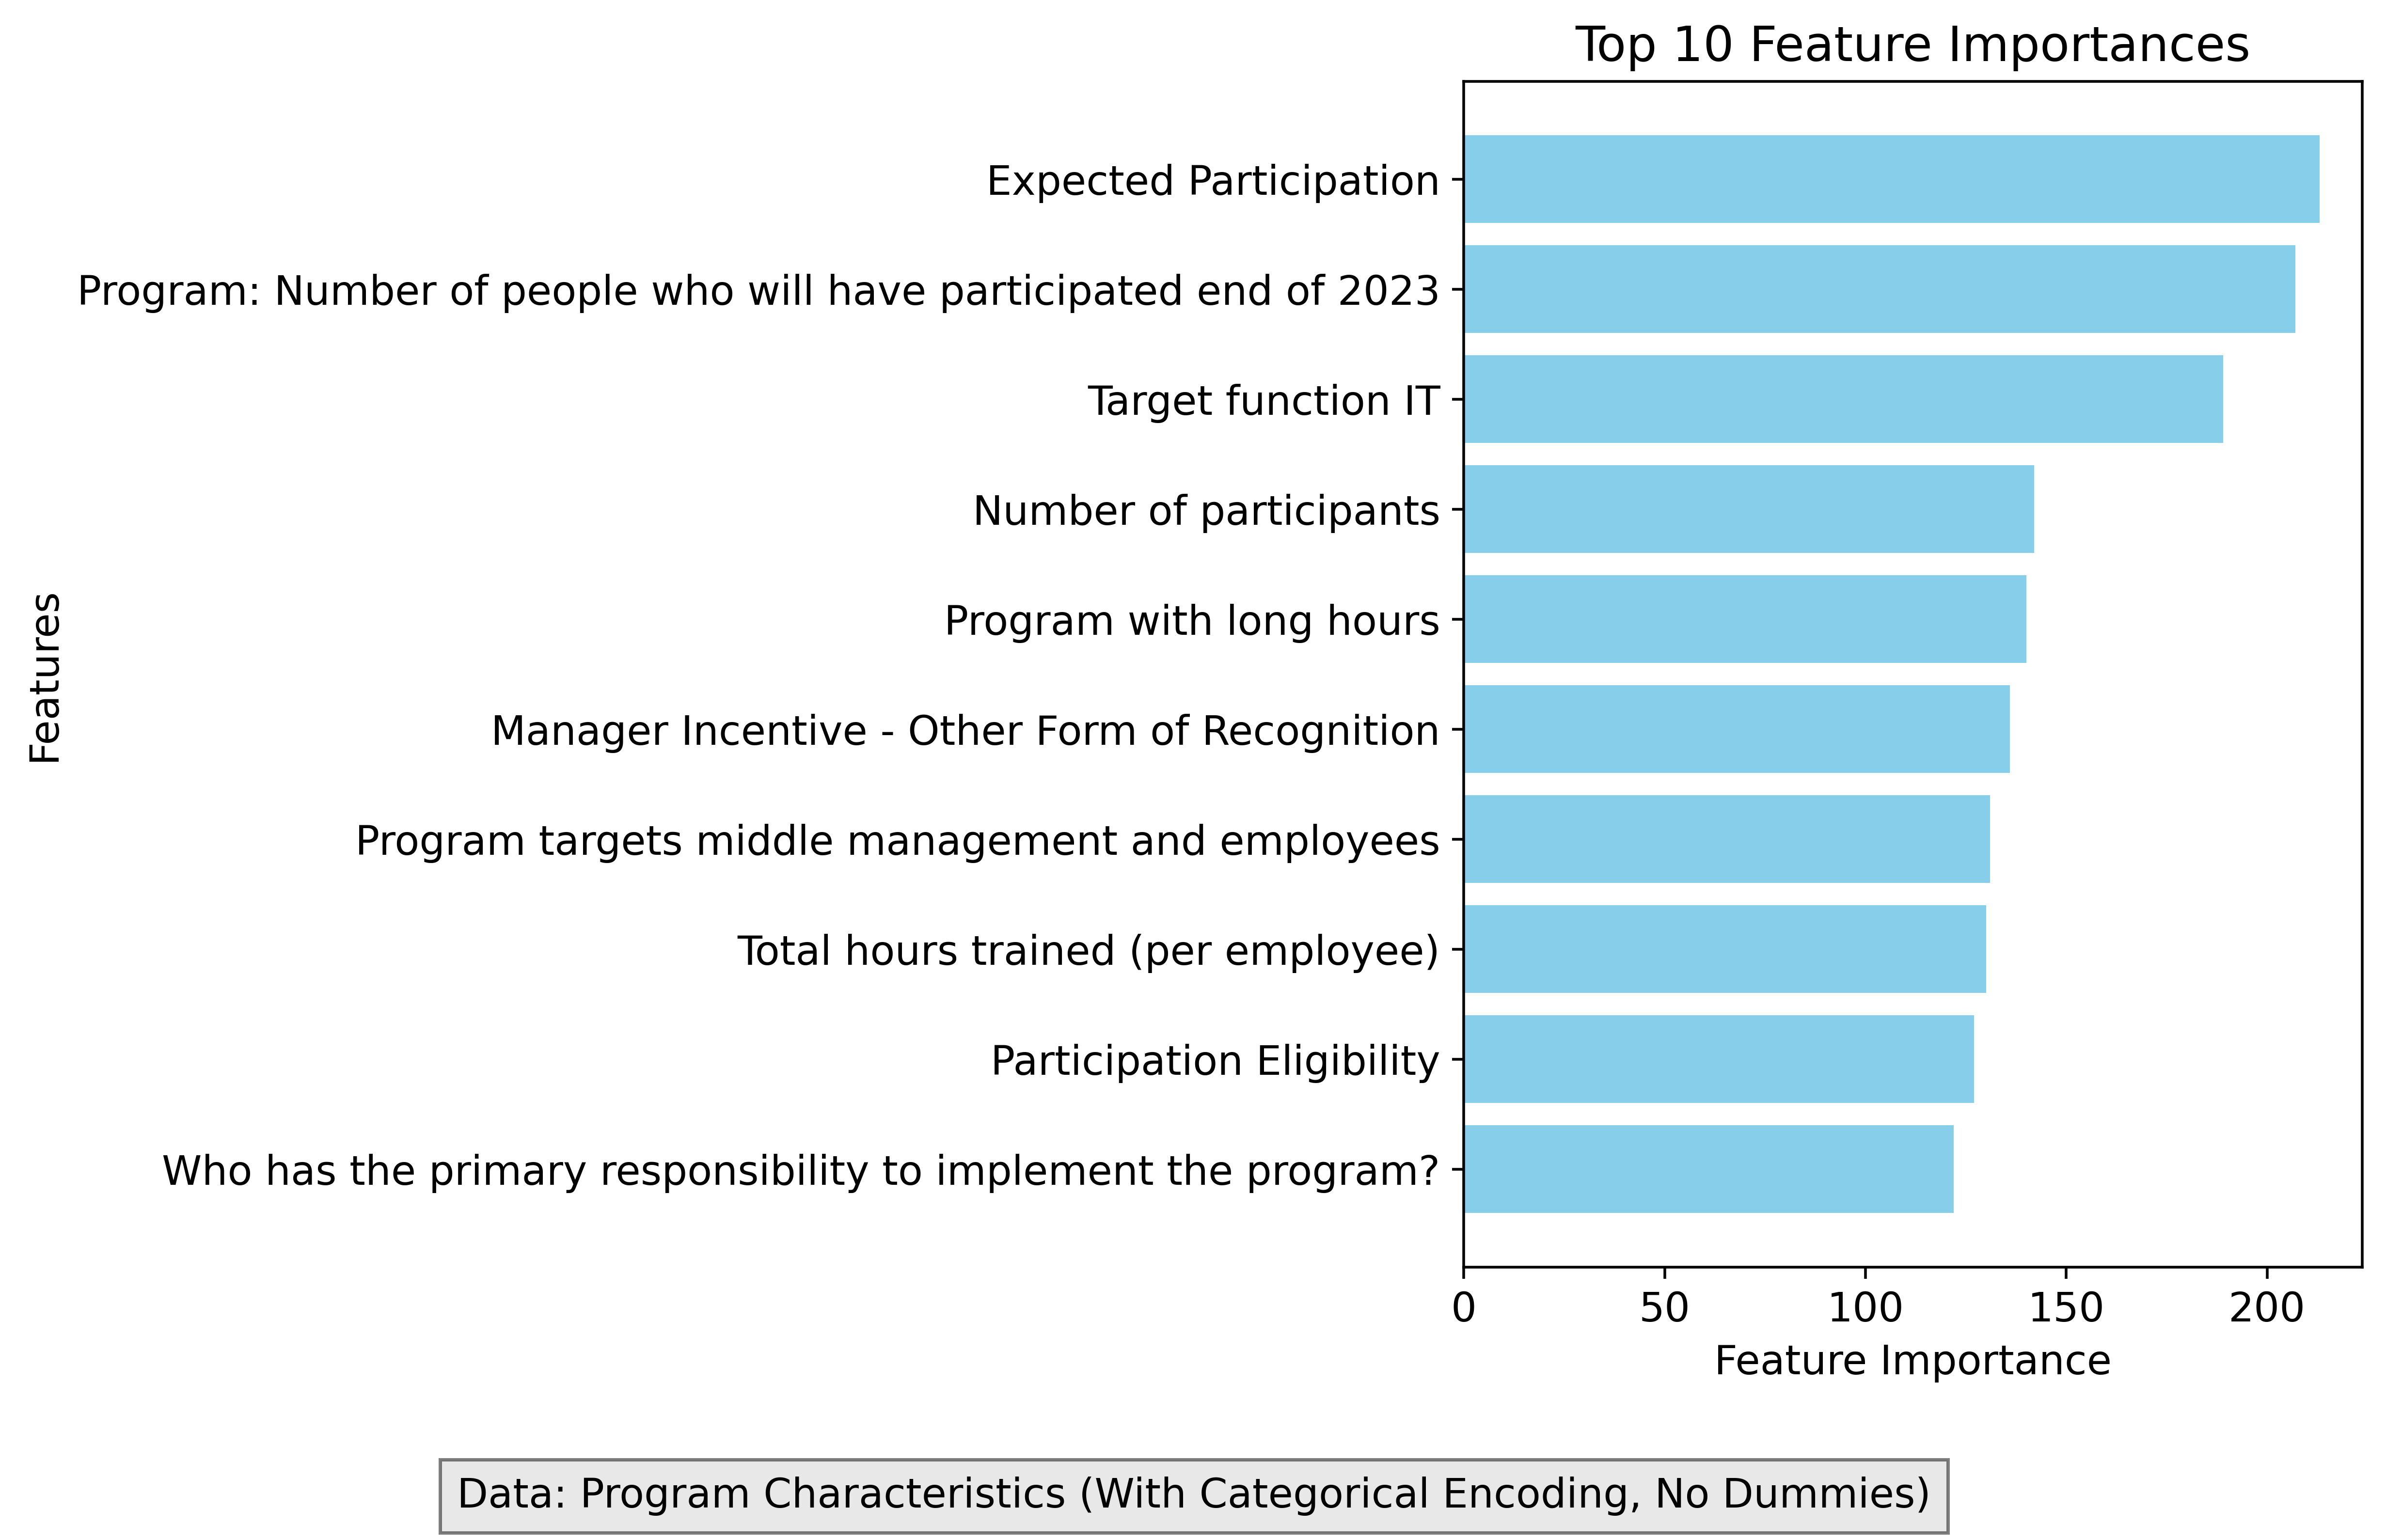 Top 10 Feature Importances
Features
Expected Participation
Program: Number of people who will have participated end of 2023
Target function IT
Number of participants
Program with long hours
Manager Incentive - Other Form of Recognition
Program targets middle management and employees
Total hours trained (per employee)
Participation Eligibility
Who has the primary responsibility to implement the program?
0 50 100 150 200
Feature Importance
Data: Program Characteristics (With Categorical Encoding, No Dummies)